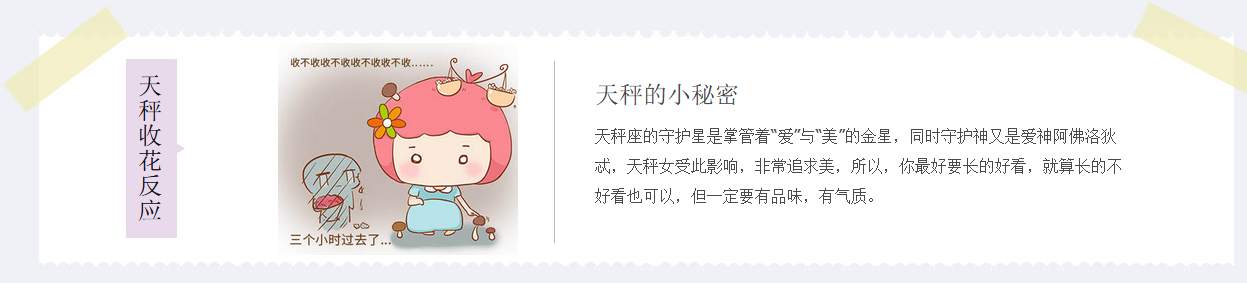 天秤收花反应
收不收收不收收不收收不收......
三个小时过去了...
天秤的小秘密
天秤座的守护星是掌管着“爱”与“美”的金星，同时守护神又是爱神阿佛洛狄
忒，天秤女受此影响，非常追求美，所以，你最好要长的好看，就算长的不
好看也可以，但一定要有品味，有气质。